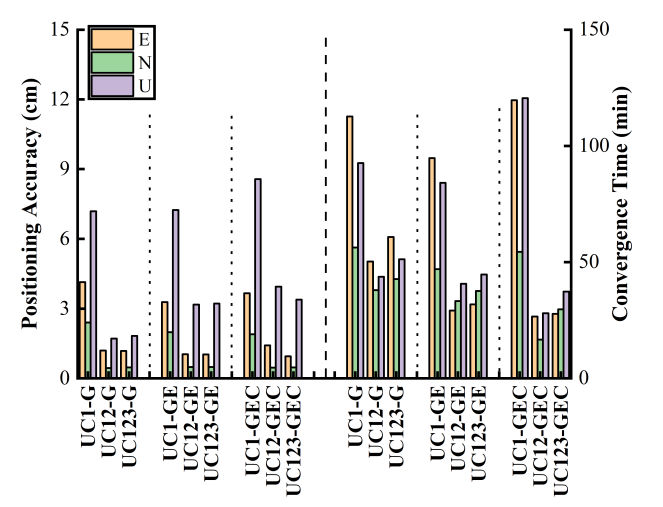 15
12
9
6
3
0
Positioning Accuracy (cm)
E
N
U
150
100
50
0
Convergence Time (min)
UC1-G
UC12-G
UC123-G
UC1-GE
UC12-GE
UC123-GE
UC1-GEC
UC12-GEC
UC123-GEC
UC1-G
UC12-G
UC123-G
UC1-GE
UC12-GE
UC123-GE
UC1-GEC
UC12-GEC
UC123-GEC